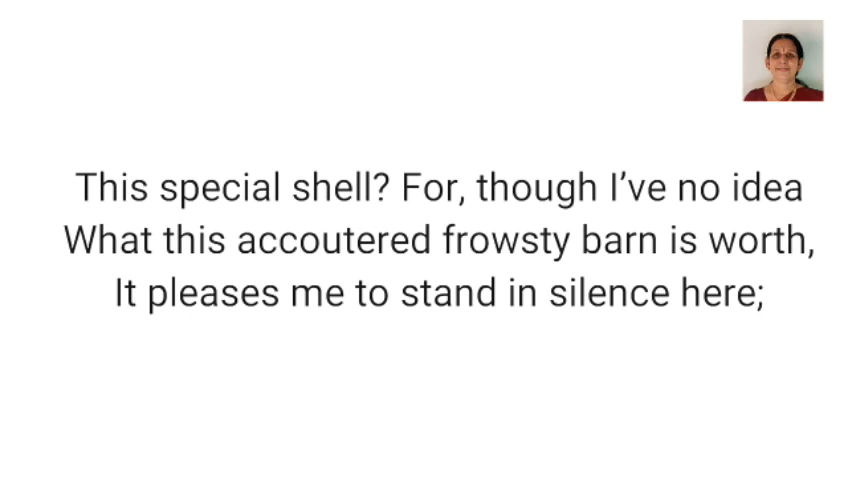 This special shell? For, though I’ve no idea
What this accoutered frowsty barn is worth,
It pleases me to stand in silence here;